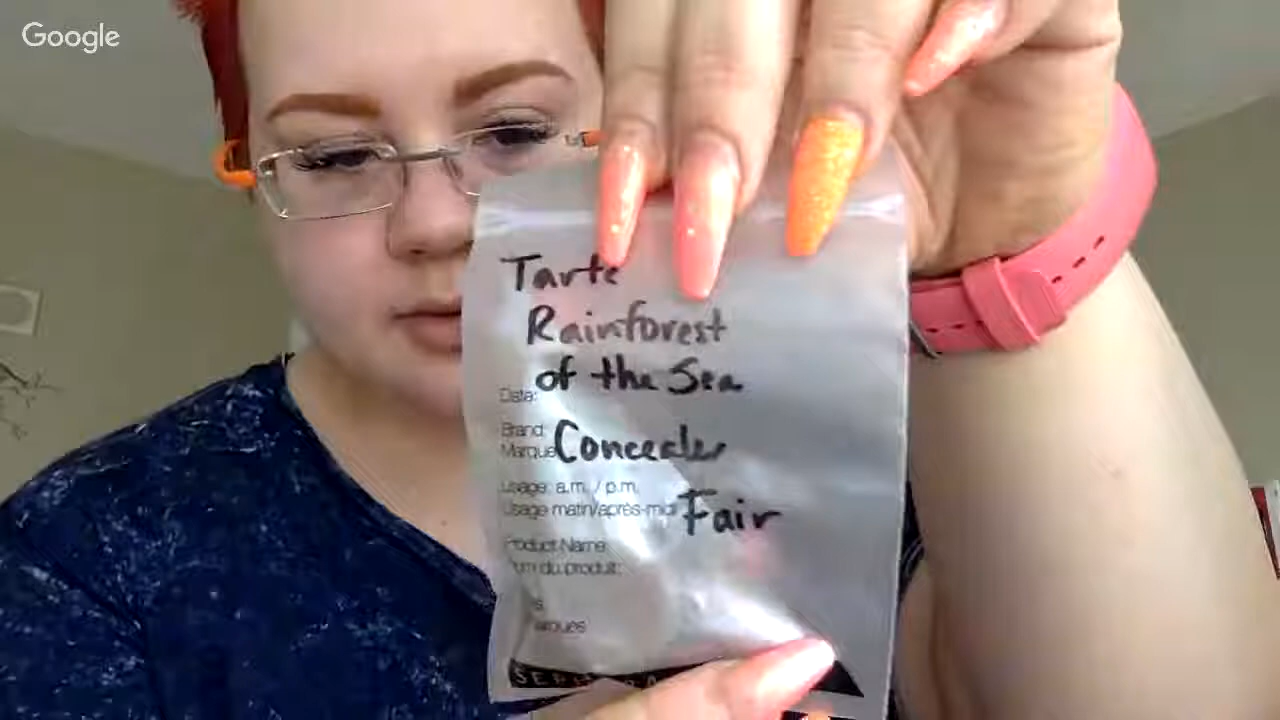 Google
Tarte
Rainforest
of the Sea
Date:
Brand:
Marque
Concealer
Usage: a.m. / p.m.
Usage matin/après-midi
Fair
Product Name
du produit:
SEPHORA